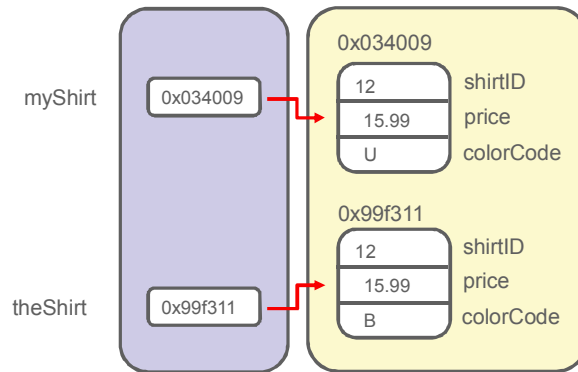 0x034009
myShirt 0x034009 12 shirtID
15.99 price
U colorCode
0x99f311
12 shirtID
15.99 price
theShirt 0x99f311 B colorCode